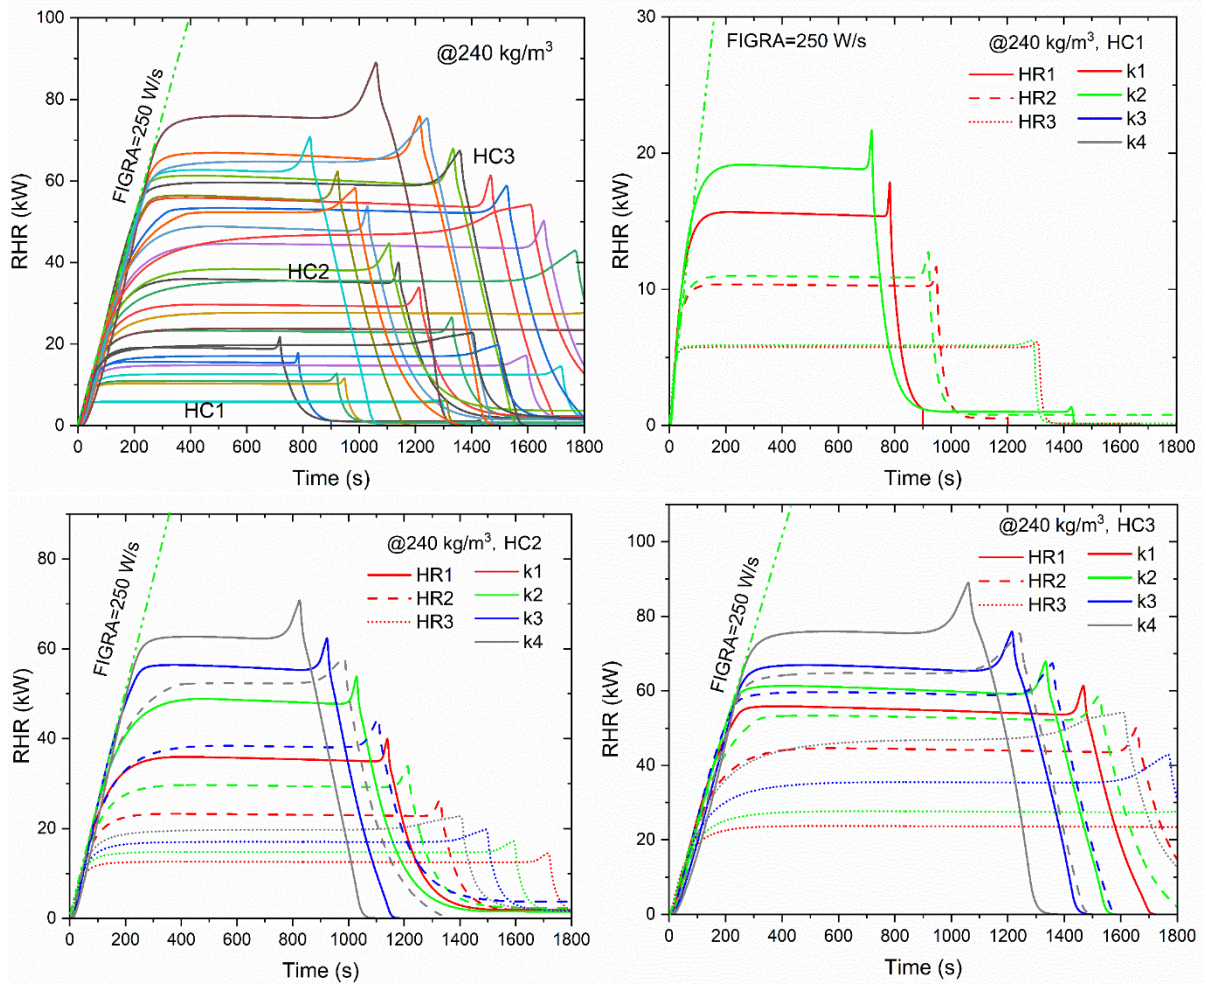 @240 kg/m³
FIGRA=250 W/s
HC3
HC2
HC1
RHR (kW)
0
20
40
60
80
100
0 200 400 600 800 1000 1200 1400 1600 1800
Time (s)
FIGRA=250 W/s
@240 kg/m³, HC1
HR1 k1
HR2 k2
HR3 k3
k4
RHR (kW)
0
10
20
30
0 200 400 600 800 1000 1200 1400 1600 1800
Time (s)
@240 kg/m³, HC2
FIGRA=250 W/s
HR1 k1
HR2 k2
HR3 k3
k4
RHR (kW)
0
20
40
60
80
0 200 400 600 800 1000 1200 1400 1600 1800
Time (s)
@240 kg/m³, HC3
FIGRA=250 W/s
HR1 k1
HR2 k2
HR3 k3
k4
RHR (kW)
0
20
40
60
80
100
0 200 400 600 800 1000 1200 1400 1600 1800
Time (s)